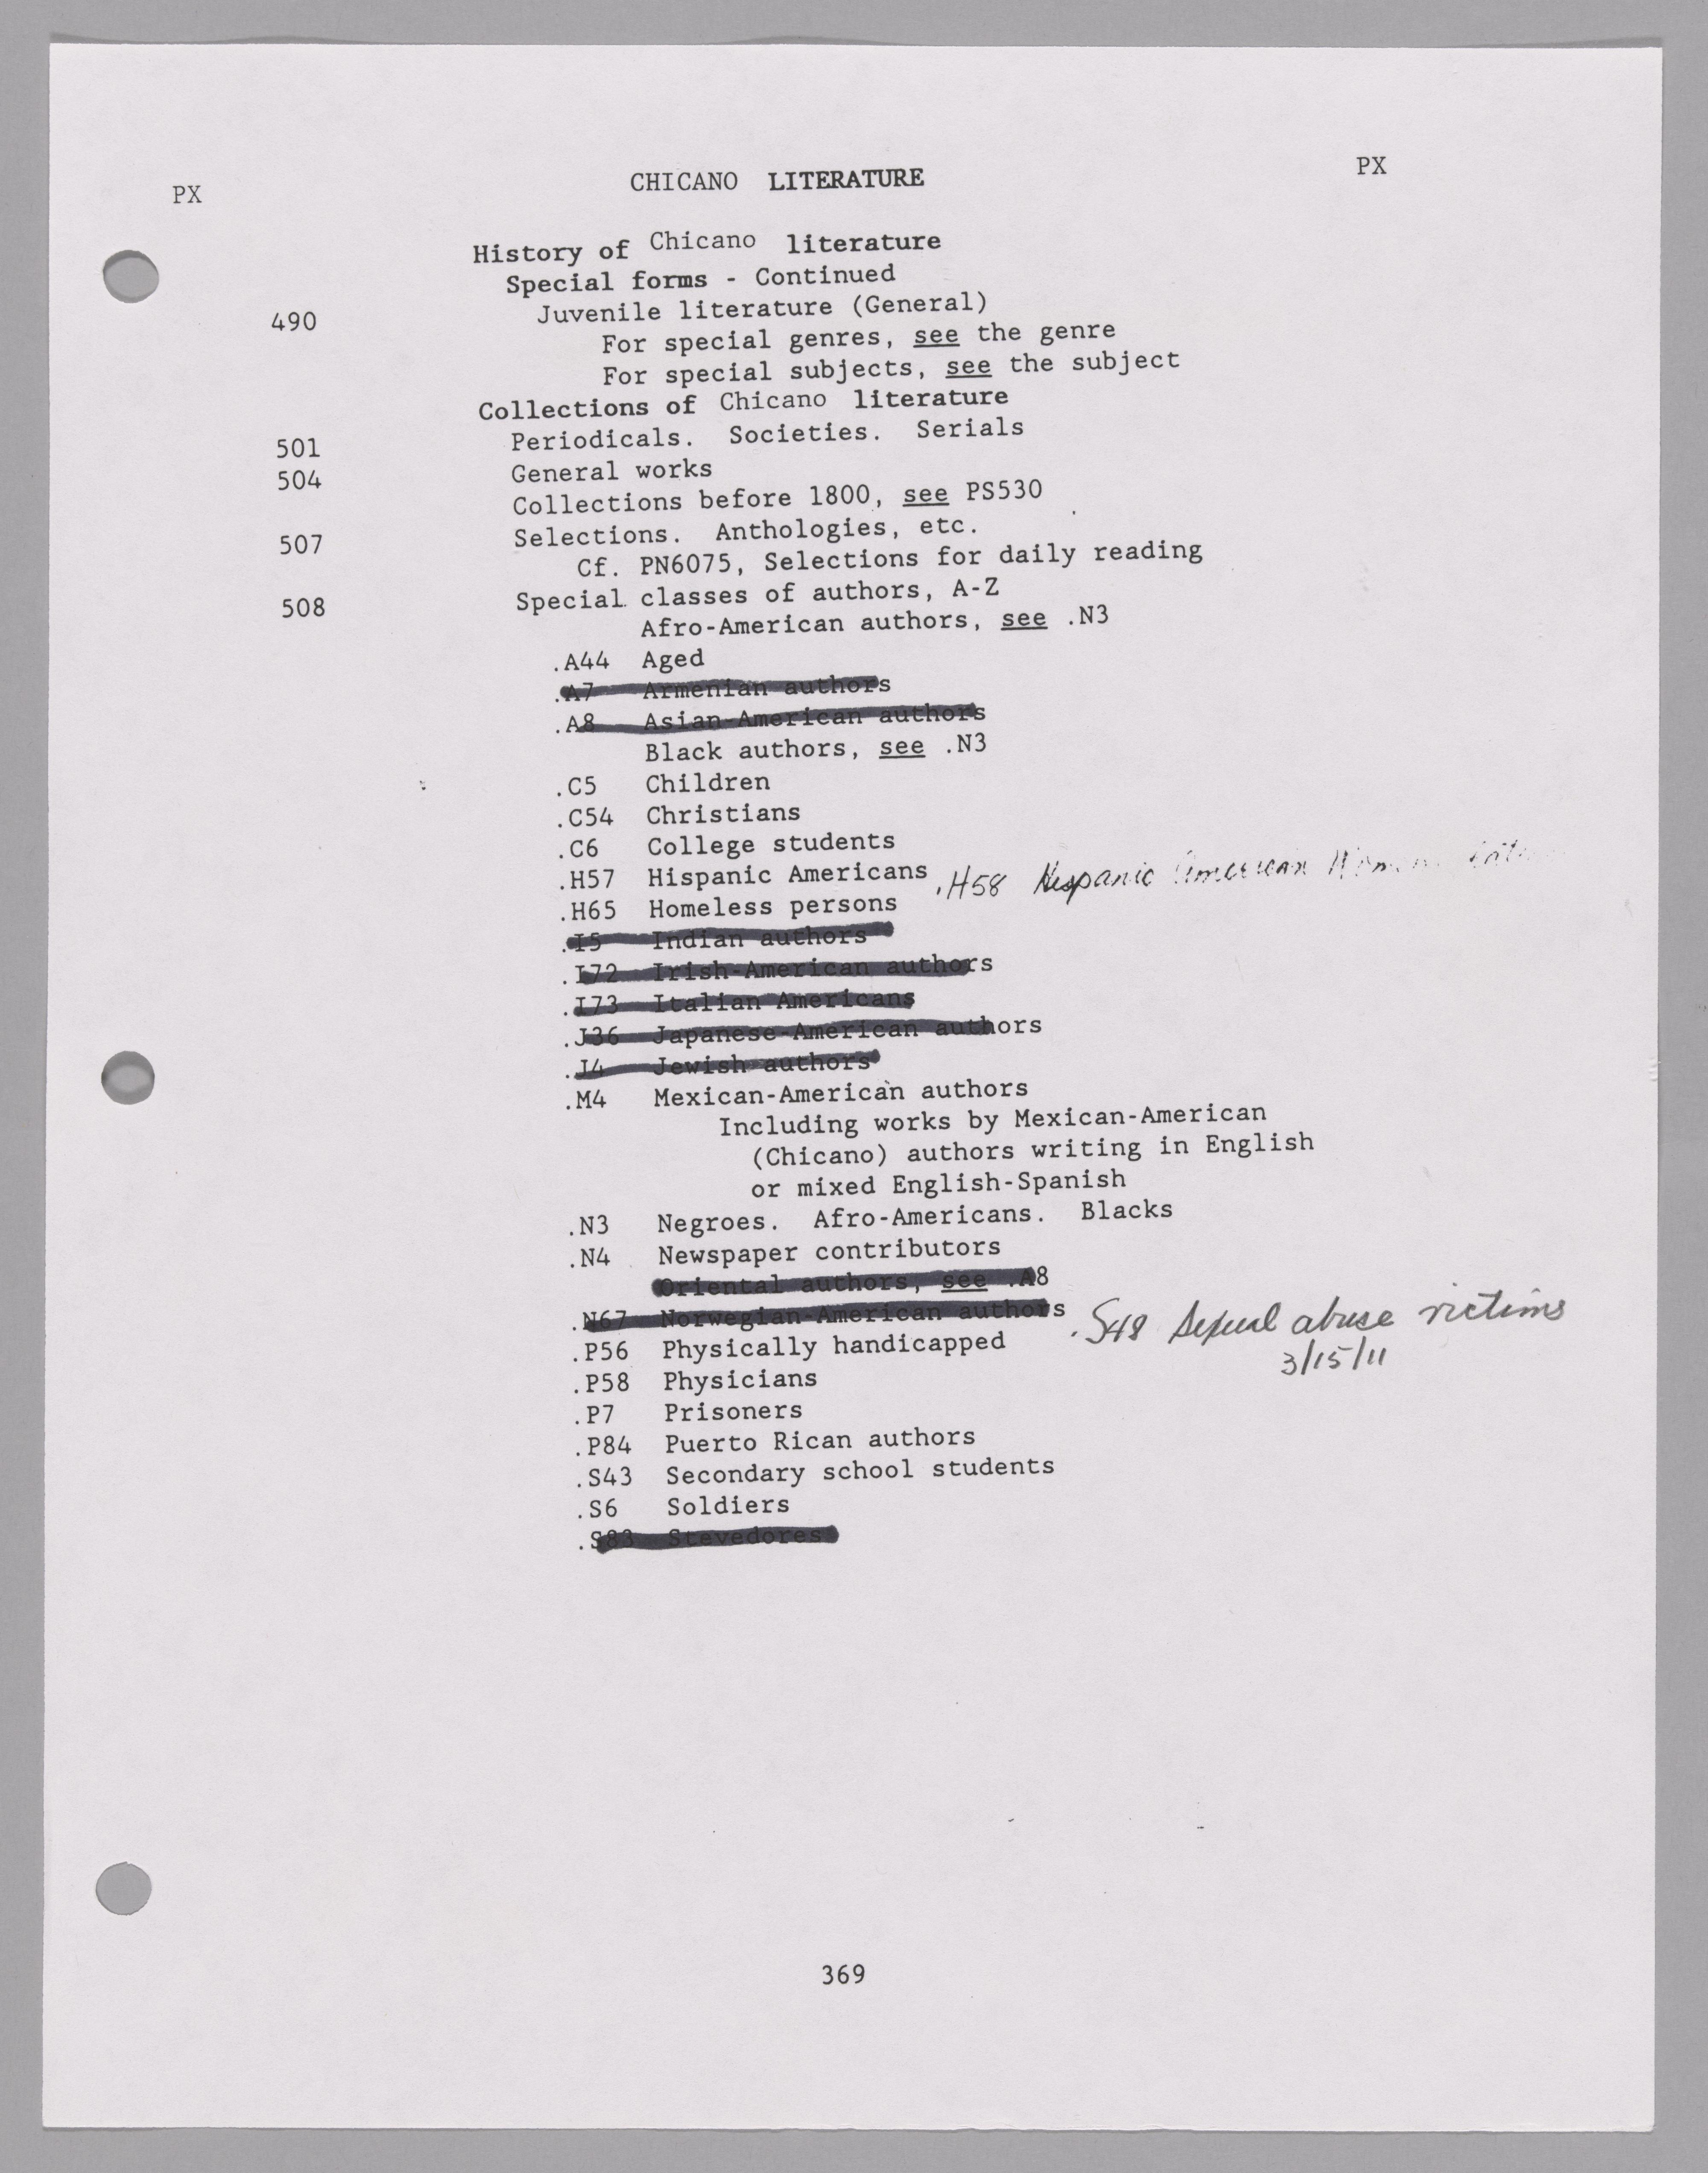 PX CHICANO LITERATURE PX
History of Chicano literature
Special forms - Continued
490 Juvenile literature (General)
For special genres, see the genre
For special subjects, see the subject
Collections of Chicano literature
501 Periodicals. Societies. Serials
504 General works
Collections before 1800, see PS530
507 Selections. Anthologies, etc.
Cf. PN6075, Selections for daily reading
508 Special classes of authors, A-Z
Afro-American authors, see .N3
.A44 Aged
.A7 Armenian authors
.A8 Asian-American authors
Black authors, see .N3
.C5 Children
.C54 Christians
.C6 College students
.H57 Hispanic Americans .H58 Hispanic American Women
.H65 Homeless persons
.I5 Indian authors
.I72 Irish-American authors
.I73 Italian Americans
.J36 Japanese-American authors
.J4 Jewish authors
.M4 Mexican-American authors
Including works by Mexican-American
(Chicano) authors writing in English
or mixed English-Spanish
.N3 Negroes. Afro-Americans. Blacks
.N4 Newspaper contributors
Oriental authors, see .A8
.N67 Norwegian-American authors .S48 Sexual abuse victims
3/15/11
.P56 Physically handicapped
.P58 Physicians
.P7 Prisoners
.P84 Puerto Rican authors
.S43 Secondary school students
.S6 Soldiers
.S83 Stevedores
369